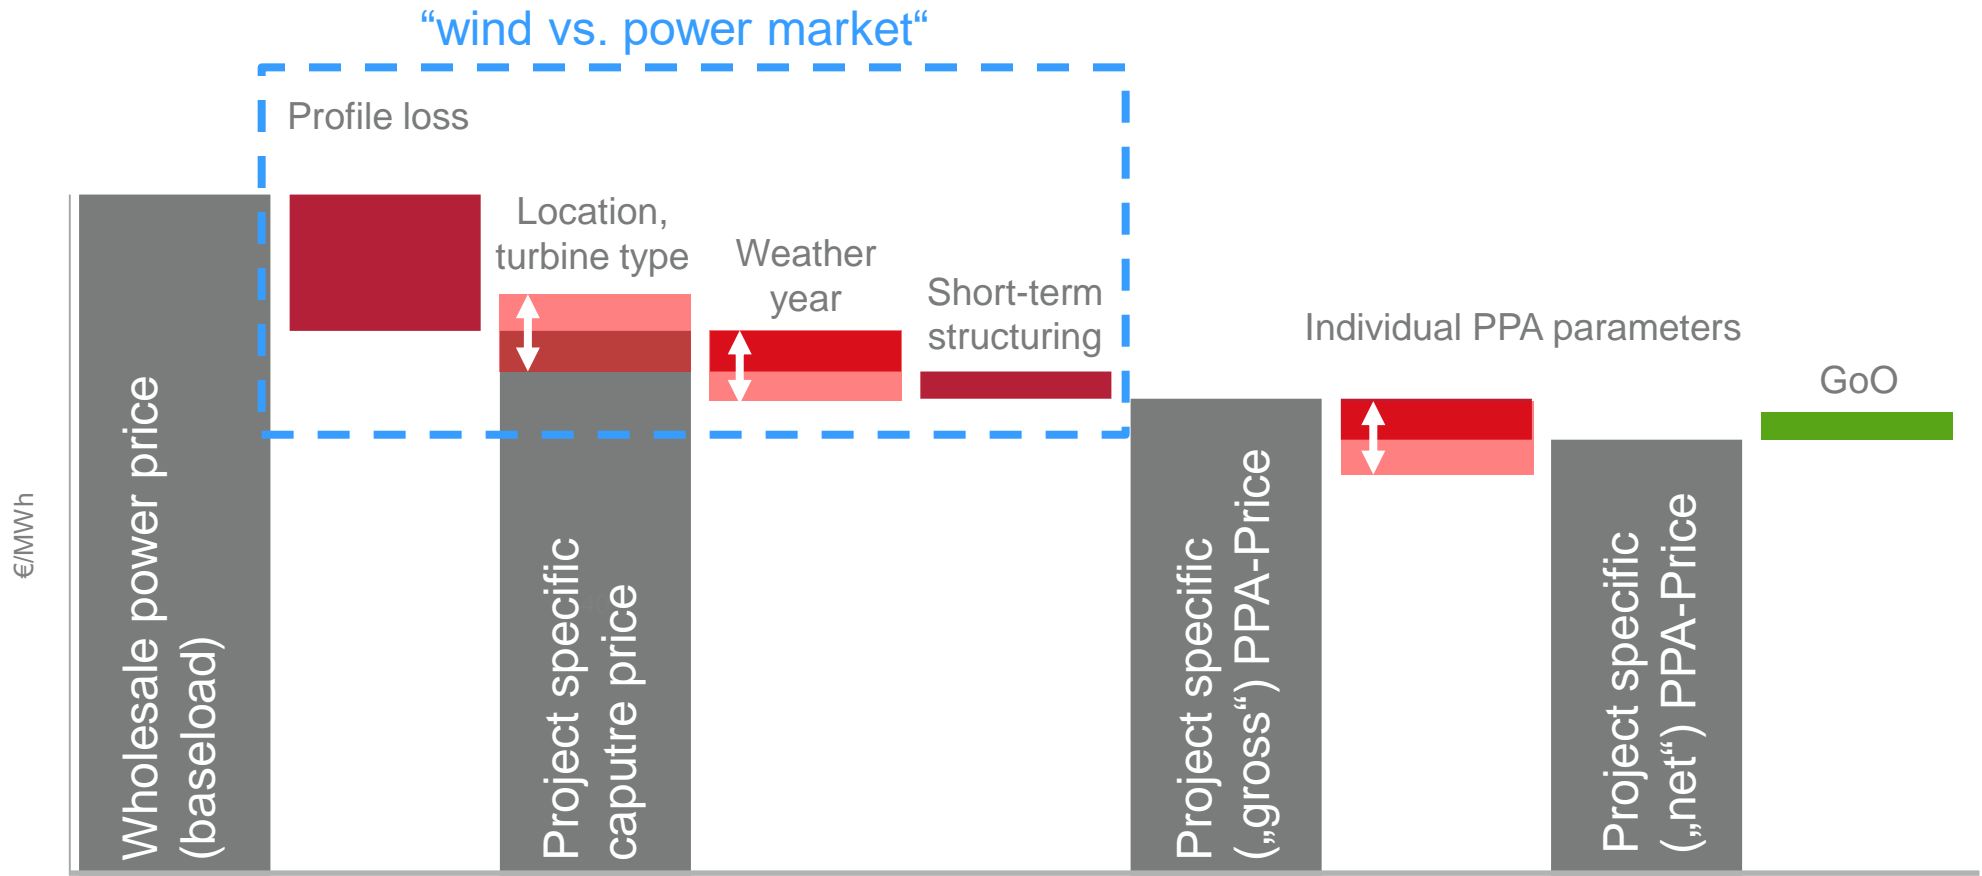 “wind vs. power market“
Profile loss
Location,
turbine type
Weather
year
Short-term
structuring
Individual PPA parameters
GoO
€/MWh
Wholesale power price
(baseload)
Project specific
caputre price
Project specific
(„gross“) PPA-Price
Project specific
(„net“) PPA-Price